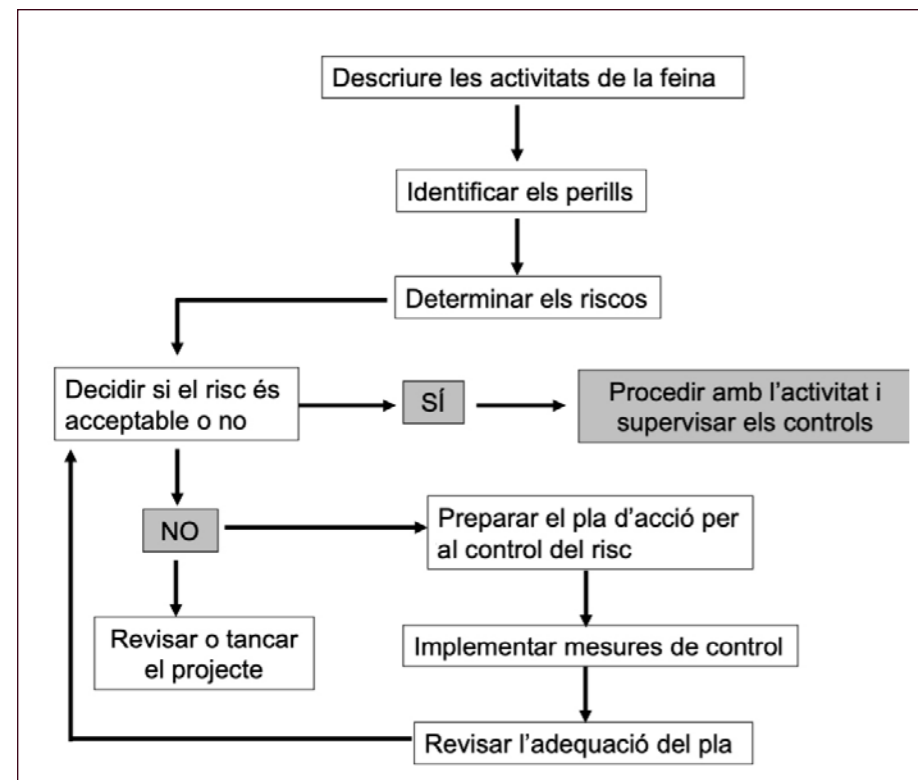 Descriure les activitats de la feina
Identificar els perills
Determinar els riscos
Decidir si el risc és
acceptable o no
SÍ
Procedir amb l’activitat i
supervisar els controls
NO
Preparar el pla d’acció per
al control del risc
Revisar o tancar
el projecte
Implementar mesures de control
Revisar l’adequació del pla